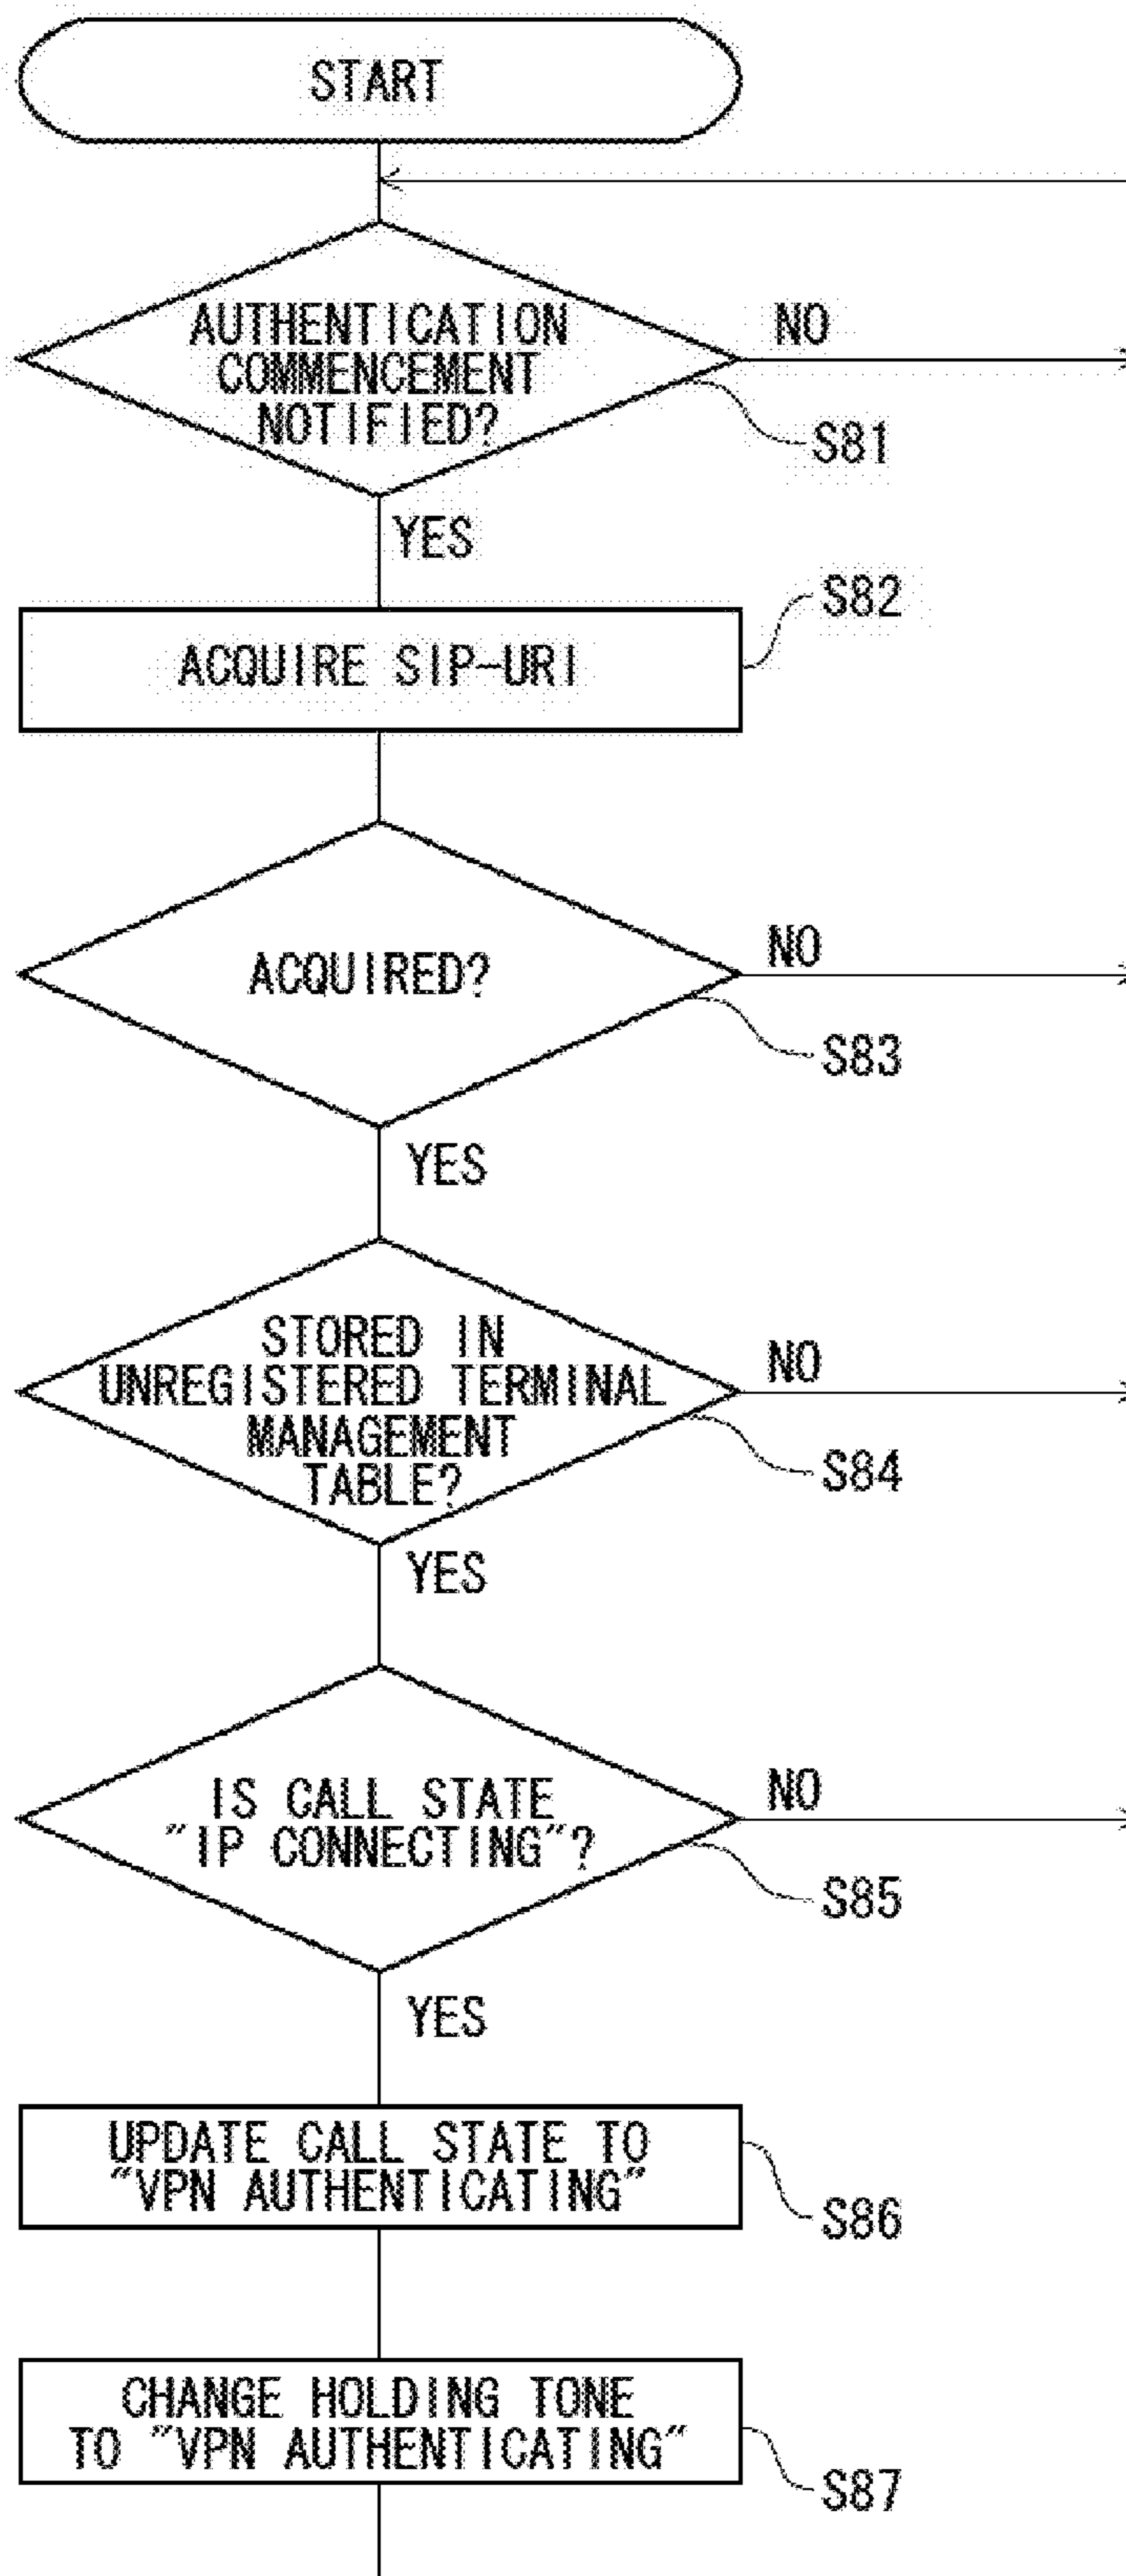 START
AUTHENTICATION
COMMENCEMENT
NOTIFIED?
NO
S81
YES
S82
ACQUIRE SIP-URI
ACQUIRED?
NO
S83
YES
STORED IN
UNREGISTERED TERMINAL
MANAGEMENT
TABLE?
NO
S84
YES
IS CALL STATE
"IP CONNECTING"?
NO
S85
YES
UPDATE CALL STATE TO
"VPN AUTHENTICATING"
S86
CHANGE HOLDING TONE
TO "VPN AUTHENTICATING"
S87